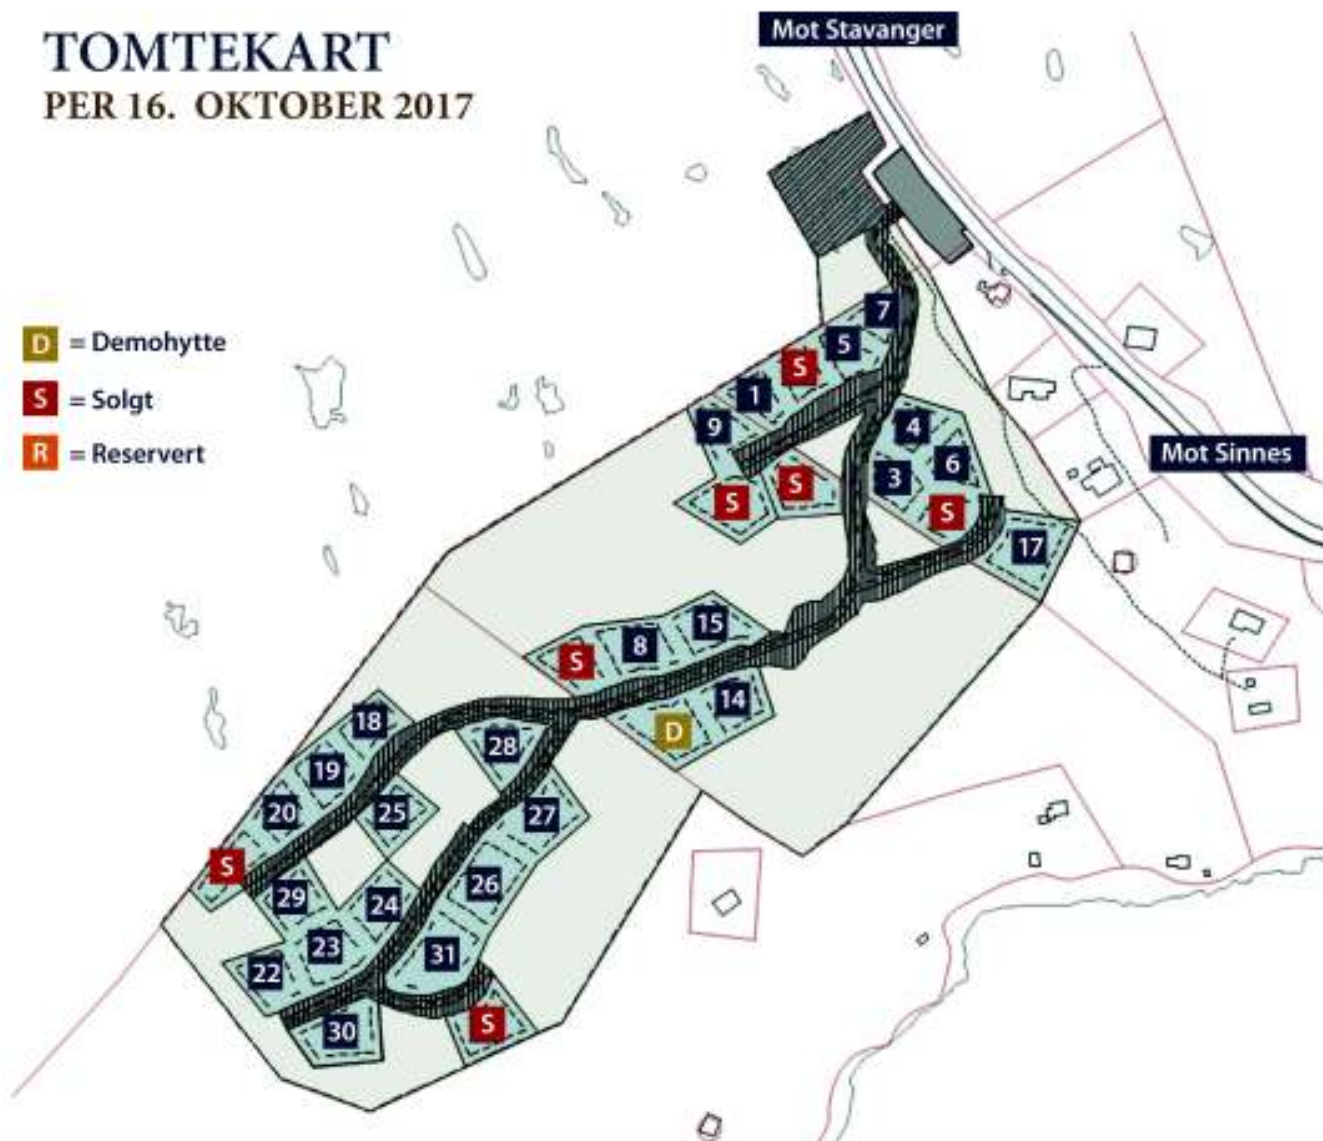 TOMTEKART
PER 16. OKTOBER 2017
Mot Stavanger
D = Demohytte
S = Solgt
R = Reservert
7
5
S
1
9
4
6
3
Mot Sinnes
S
S
S
17
15
8
S
14
D
18
28
19
20
25
27
S
29
24
26
23
31
22
30
S